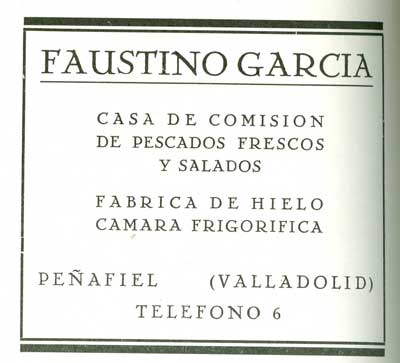 FAUSTINO GARCIA
CASA DE COMISION
DE PESCADOS FRESCOS
Y SALADOS
FABRICA DE HIELO
CAMARA FRIGORIFICA
PEÑAFIEL (VALLADOLID)
TELEFONO 6